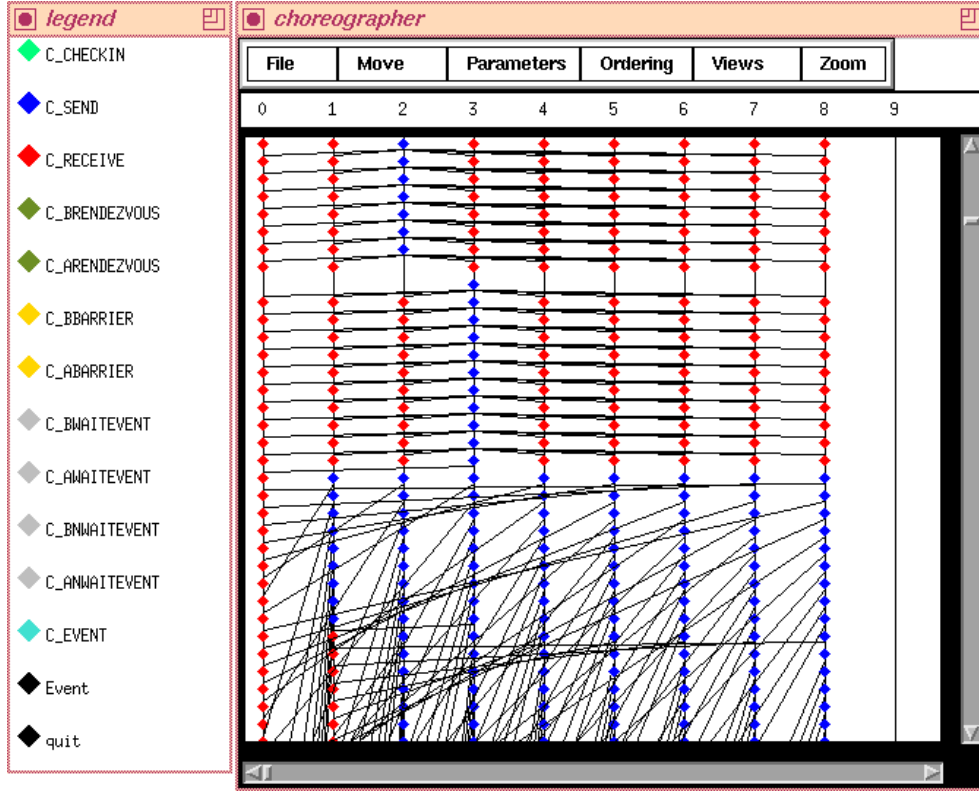 legend
C_CHECKIN
C_SEND
C_RECEIVE
C_BRENDEZVOUS
C_ARENDEZVOUS
C_BBARRIER
C_ABARRIER
C_BWAITEVENT
C_AWAITEVENT
C_BNWAITEVENT
C_ANWAITEVENT
C_EVENT
Event
quit
choreographer
File Move Parameters Ordering Views Zoom
0 1 2 3 4 5 6 7 8 9